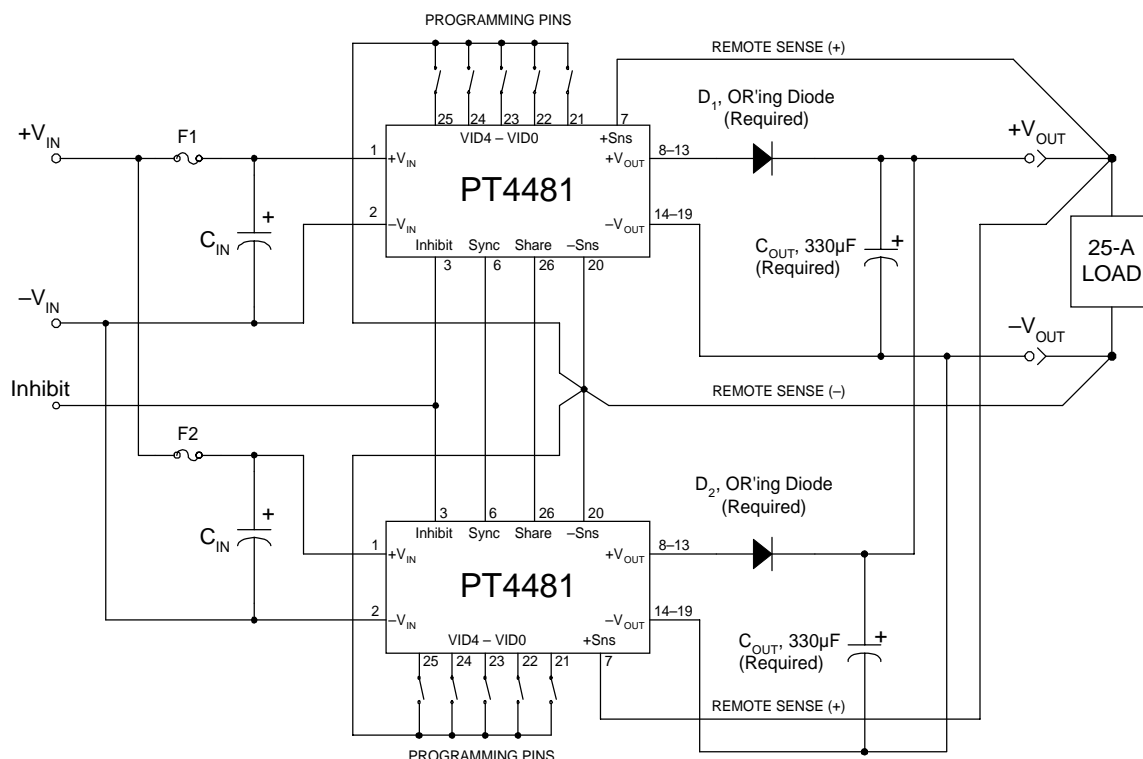 PROGRAMMING PINS
REMOTE SENSE (+)
D1, OR'ing Diode
(Required)
25 24 23 22 21 7
VID4 – VID0 +Sns
+VIN
F1
1
+VIN
PT4481
+VOUT
8–13
+VOUT
2
–VIN
–VOUT
14–19
CIN
+
COUT, 330µF
(Required)
+
25-A
LOAD
Inhibit Sync Share –Sns
3 6 26 20
–VIN
–VOUT
Inhibit
REMOTE SENSE (–)
F2
D2, OR'ing Diode
(Required)
3 6 26 20
Inhibit Sync Share –Sns
CIN
+
1
+VIN
PT4481
+VOUT
8–13
2
–VIN
–VOUT
14–19
VID4 – VID0 +Sns
25 24 23 22 21 7
COUT, 330µF
(Required)
+
REMOTE SENSE (+)
PROGRAMMING PINS